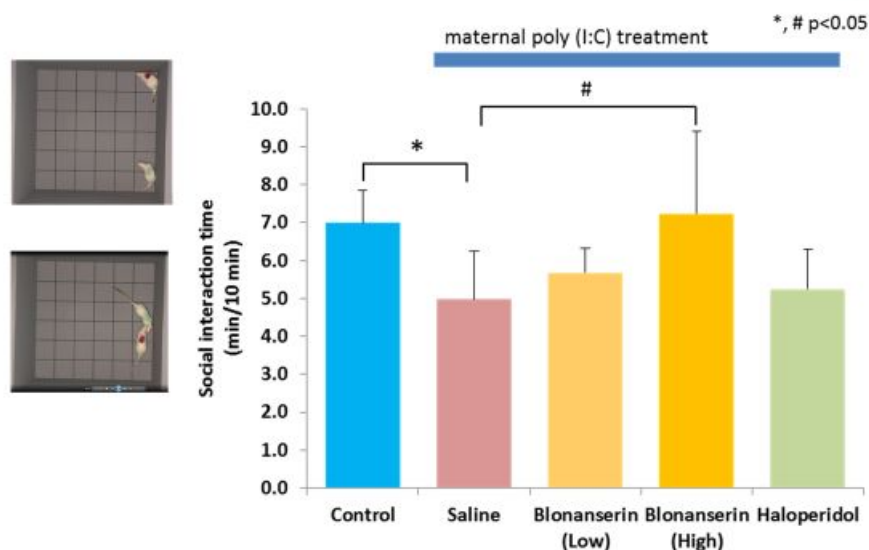 *, # p<0.05
maternal poly (I:C) treatment
#
*
10.0
9.0
8.0
7.0
6.0
5.0
4.0
3.0
2.0
1.0
0.0
Social interaction time
(min/10 min)
Control
Saline
Blonanserin
(Low)
Blonanserin
(High)
Haloperidol